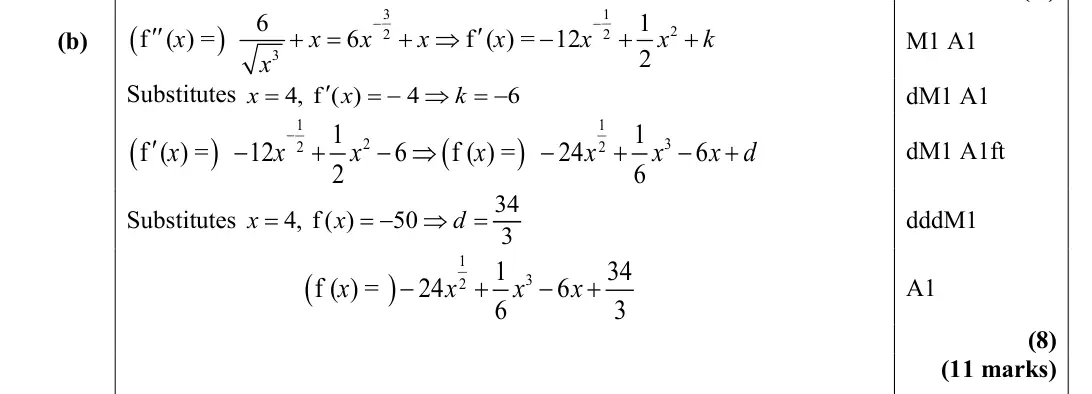 (b) (f″(x) =) 6/√x³ + x = 6x^(-3/2) + x ⇒ f′(x) = −12x^(-1/2) + 1/2 x² + k M1 A1
Substitutes x = 4, f′(x) = − 4 ⇒ k = −6 dM1 A1
(f′(x) =) −12x^(-1/2) + 1/2 x² − 6 ⇒ (f (x) =) −24x^(1/2) + 1/6 x³ − 6x + d dM1 A1ft
Substitutes x = 4, f(x) = −50 ⇒ d = 34/3 dddM1
(f (x) = ) − 24x^(1/2) + 1/6 x³ − 6x + 34/3 A1
(8)
(11 marks)